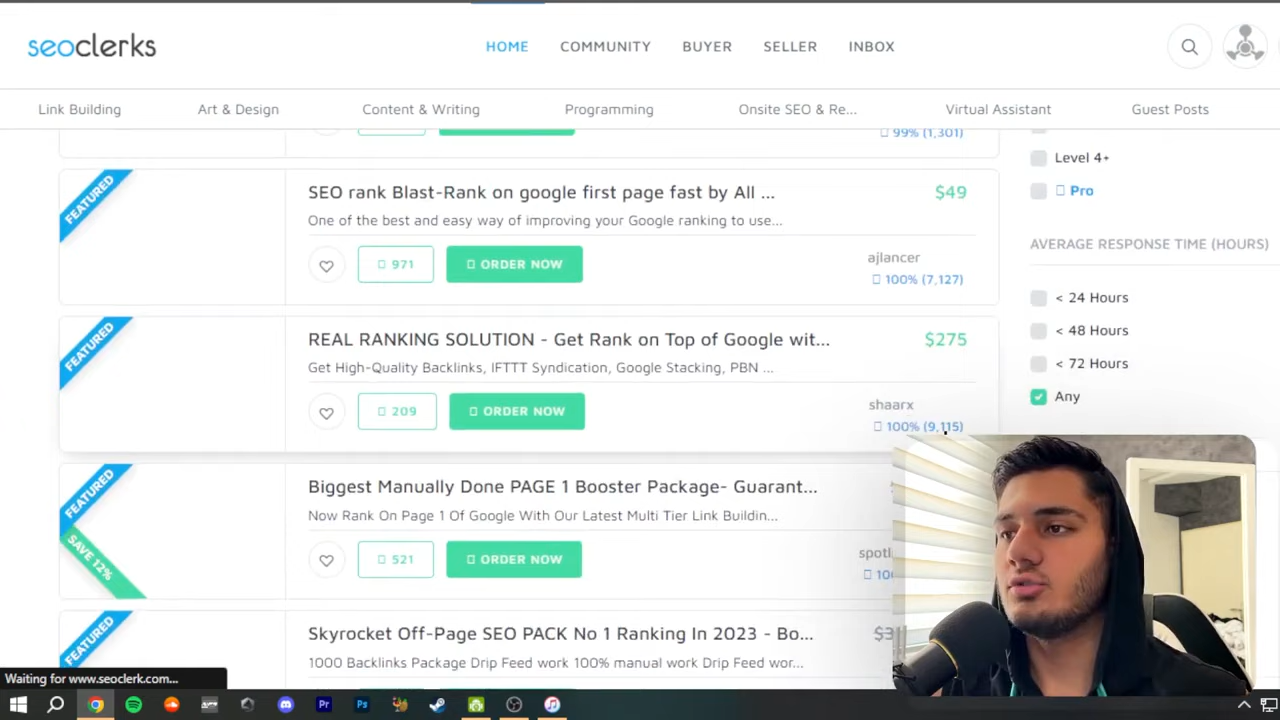 seoclerks
HOME COMMUNITY BUYER SELLER INBOX
Link Building Art & Design Content & Writing Programming Onsite SEO & Re... Virtual Assistant Guest Posts
99% (1,301)
Level 4+
Pro
FEATURED
SEO rank Blast-Rank on google first page fast by All ... $49
One of the best and easy way of improving your Google ranking to use...
971 ORDER NOW
ajlancer
100% (7,127)
AVERAGE RESPONSE TIME (HOURS)
< 24 Hours
< 48 Hours
< 72 Hours
Any
FEATURED
REAL RANKING SOLUTION - Get Rank on Top of Google wit... $275
Get High-Quality Backlinks, IFTTT Syndication, Google Stacking, PBN ...
209 ORDER NOW
shaarx
100% (9,115)
FEATURED
SAVE 12%
Biggest Manually Done PAGE 1 Booster Package- Guarant...
Now Rank On Page 1 Of Google With Our Latest Multi Tier Link Buildin...
521 ORDER NOW
FEATURED
Skyrocket Off-Page SEO PACK No 1 Ranking In 2023 - Bo...
1000 Backlinks Package Drip Feed work 100% manual work Drip Feed wor...
Waiting for www.seoclerk.com...
Pr
Ps